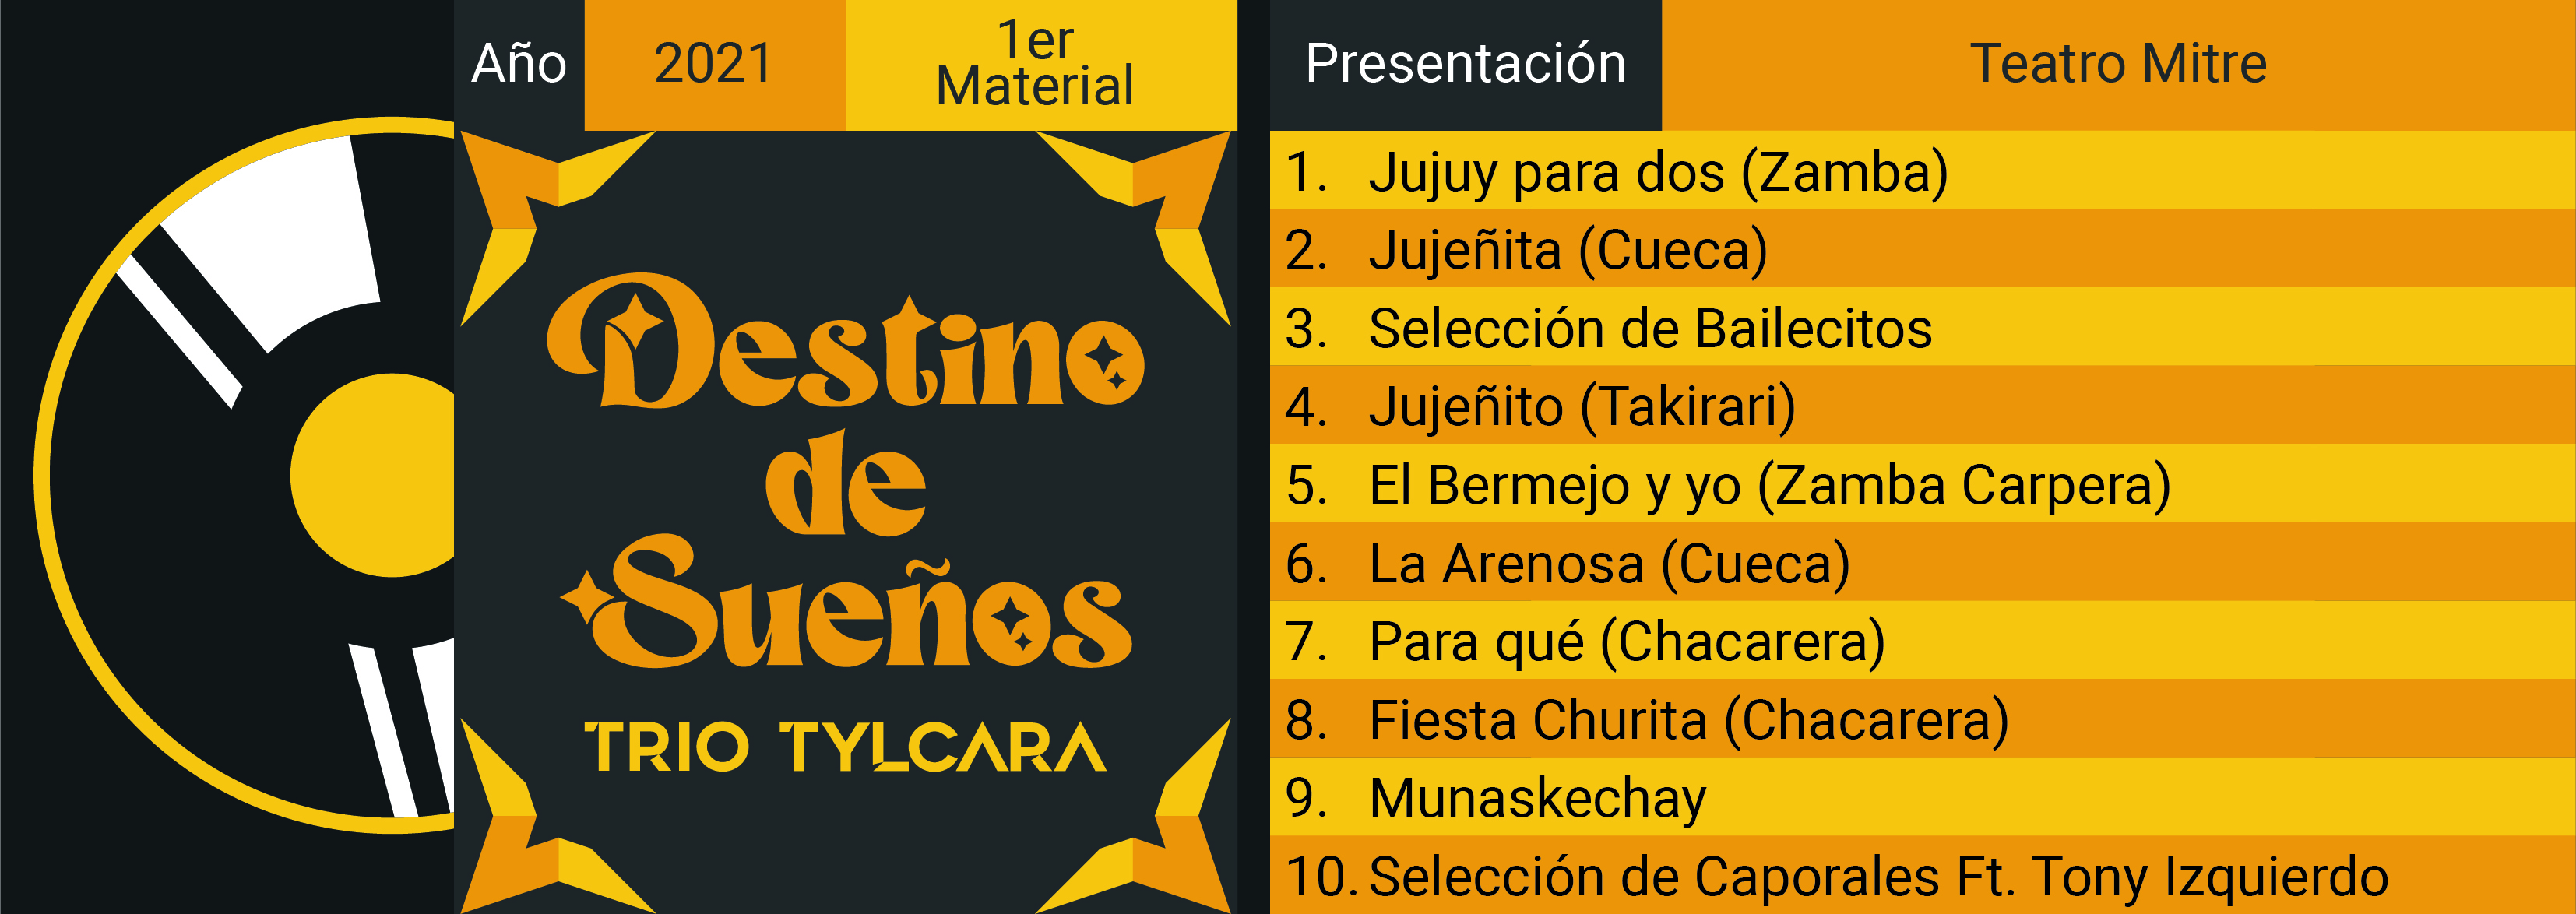 Año
2021
1er
Material
Destino
de
Sueños
TRIO TYLCARA
Presentación
Teatro Mitre
1. Jujuy para dos (Zamba)
2. Jujeñita (Cueca)
3. Selección de Bailecitos
4. Jujeñito (Takirari)
5. El Bermejo y yo (Zamba Carpera)
6. La Arenosa (Cueca)
7. Para qué (Chacarera)
8. Fiesta Churita (Chacarera)
9. Munaskechay
10. Selección de Caporales Ft. Tony Izquierdo